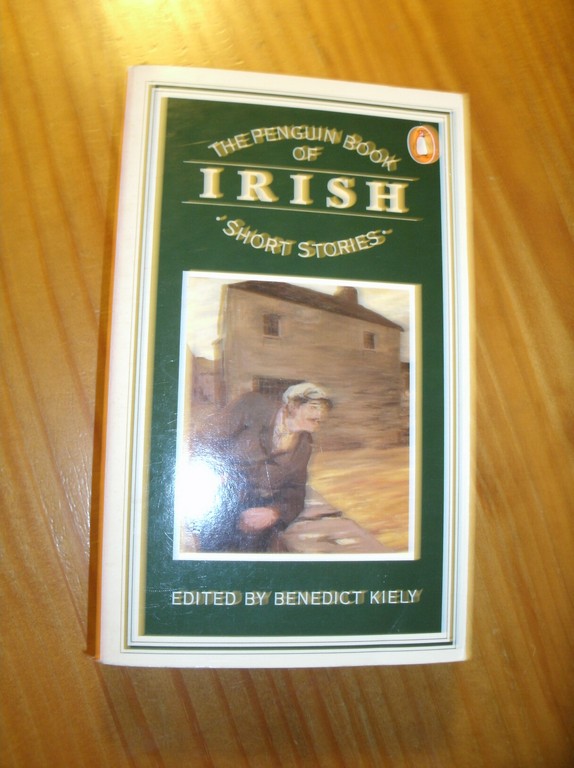 THE PENGUIN BOOK
OF
IRISH
· SHORT STORIES ·
EDITED BY BENEDICT KIELY